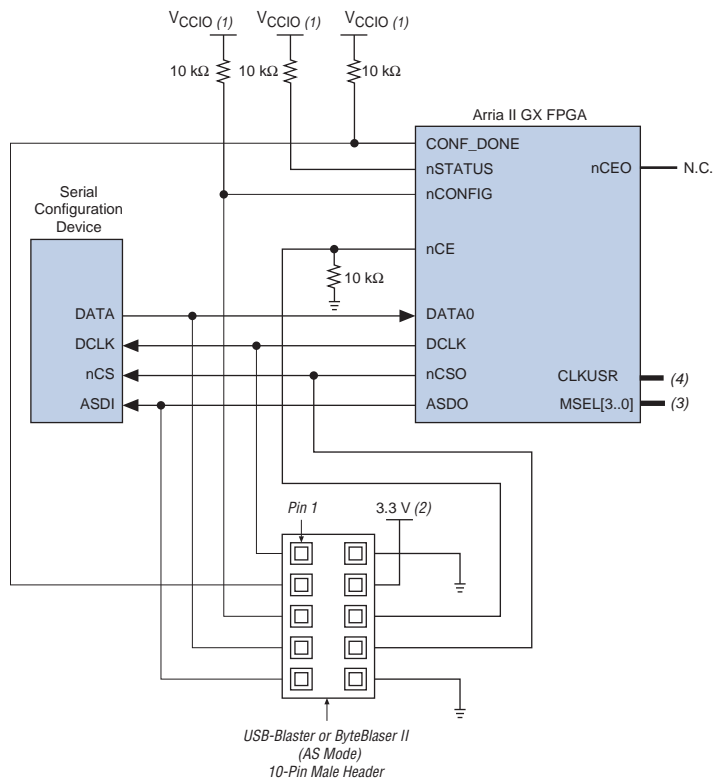 VCCIO (1) VCCIO (1) VCCIO (1)
10 kΩ 10 kΩ 10 kΩ
Arria II GX FPGA
CONF_DONE
nSTATUS
nCONFIG
nCEO
N.C.
nCE
10 kΩ
Serial
Configuration
Device
DATA
DCLK
nCS
ASDI
DATA0
DCLK
nCSO
ASDO
CLKUSR
(4)
MSEL[3..0]
(3)
Pin 1
3.3 V (2)
USB-Blaster or ByteBlaser II
(AS Mode)
10-Pin Male Header